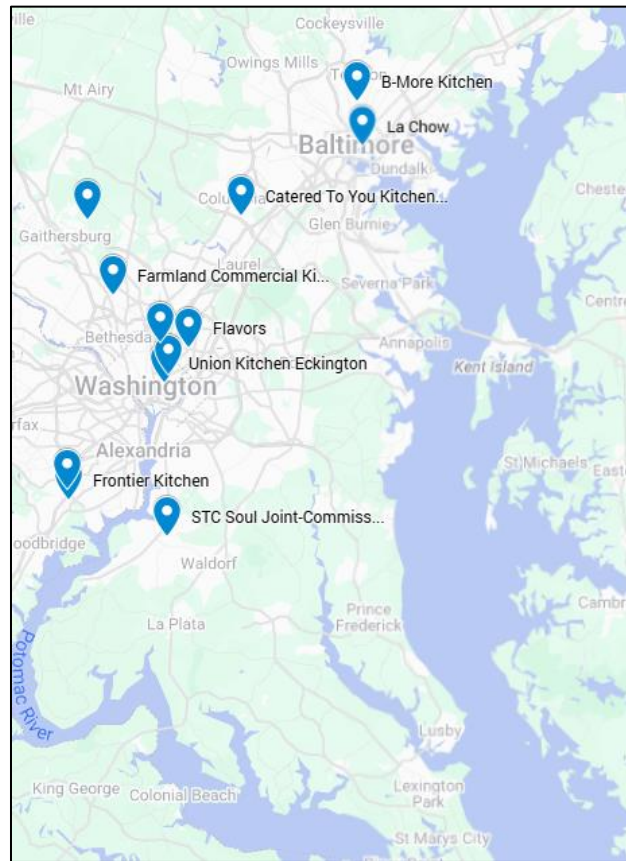 Cockeysville
Owings Mills
B-More Kitchen
Mt Airy
La Chow
Baltimore
Dundalk
Catered To You Kitchen...
Glen Burnie
Gaithersburg
Laurel
Farmland Commercial Ki...
Severna Park
Flavors
Annapolis
Union Kitchen Eckington
Kent Island
Washington
Alexandria
St Michaels
Frontier Kitchen
STC Soul Joint-Commiss...
Waldorf
Prince
Frederick
La Plata
Potomac River
Lusby
King George
Colonial Beach
Lexington
Park
St Marys City